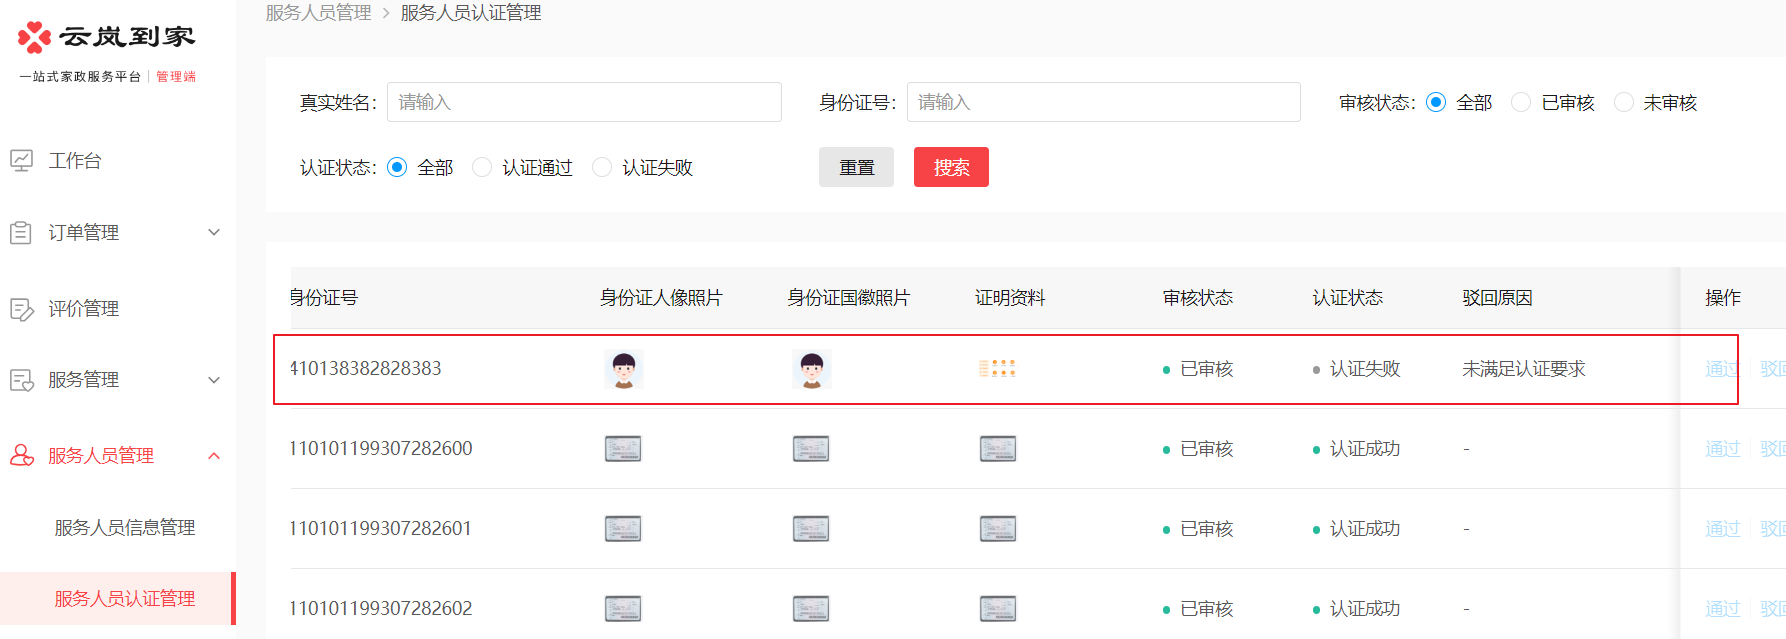 云岚到家
一站式家政服务平台 | 管理端
工作台
订单管理
评价管理
服务管理
服务人员管理
服务人员信息管理
服务人员认证管理
服务人员管理 > 服务人员认证管理
真实姓名: 请输入 身份证号: 请输入 审核状态: 全部 已审核 未审核
认证状态: 全部 认证通过 认证失败 重置 搜索
身份证号 身份证人像照片 身份证国徽照片 证明资料 审核状态 认证状态 驳回原因 操作
410138382828383 已审核 认证失败 未满足认证要求 通过 驳回
110101199307282600 已审核 认证成功 - 通过 驳回
110101199307282601 已审核 认证成功 - 通过 驳回
110101199307282602 已审核 认证成功 - 通过 驳回